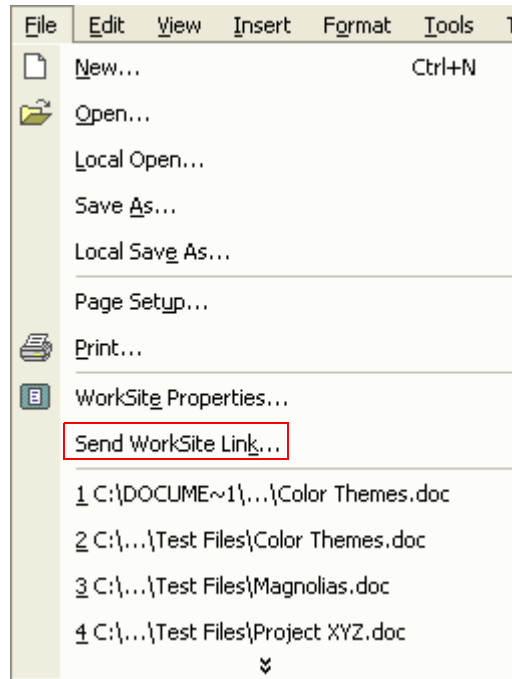 File Edit View Insert Format Tools
New... Ctrl+N
Open...
Local Open...
Save As...
Local Save As...
Page Setup...
Print...
WorkSite Properties...
Send WorkSite Link...
1 C:\DOCUME~1\...\Color Themes.doc
2 C:\...\Test Files\Color Themes.doc
3 C:\...\Test Files\Magnolias.doc
4 C:\...\Test Files\Project XYZ.doc